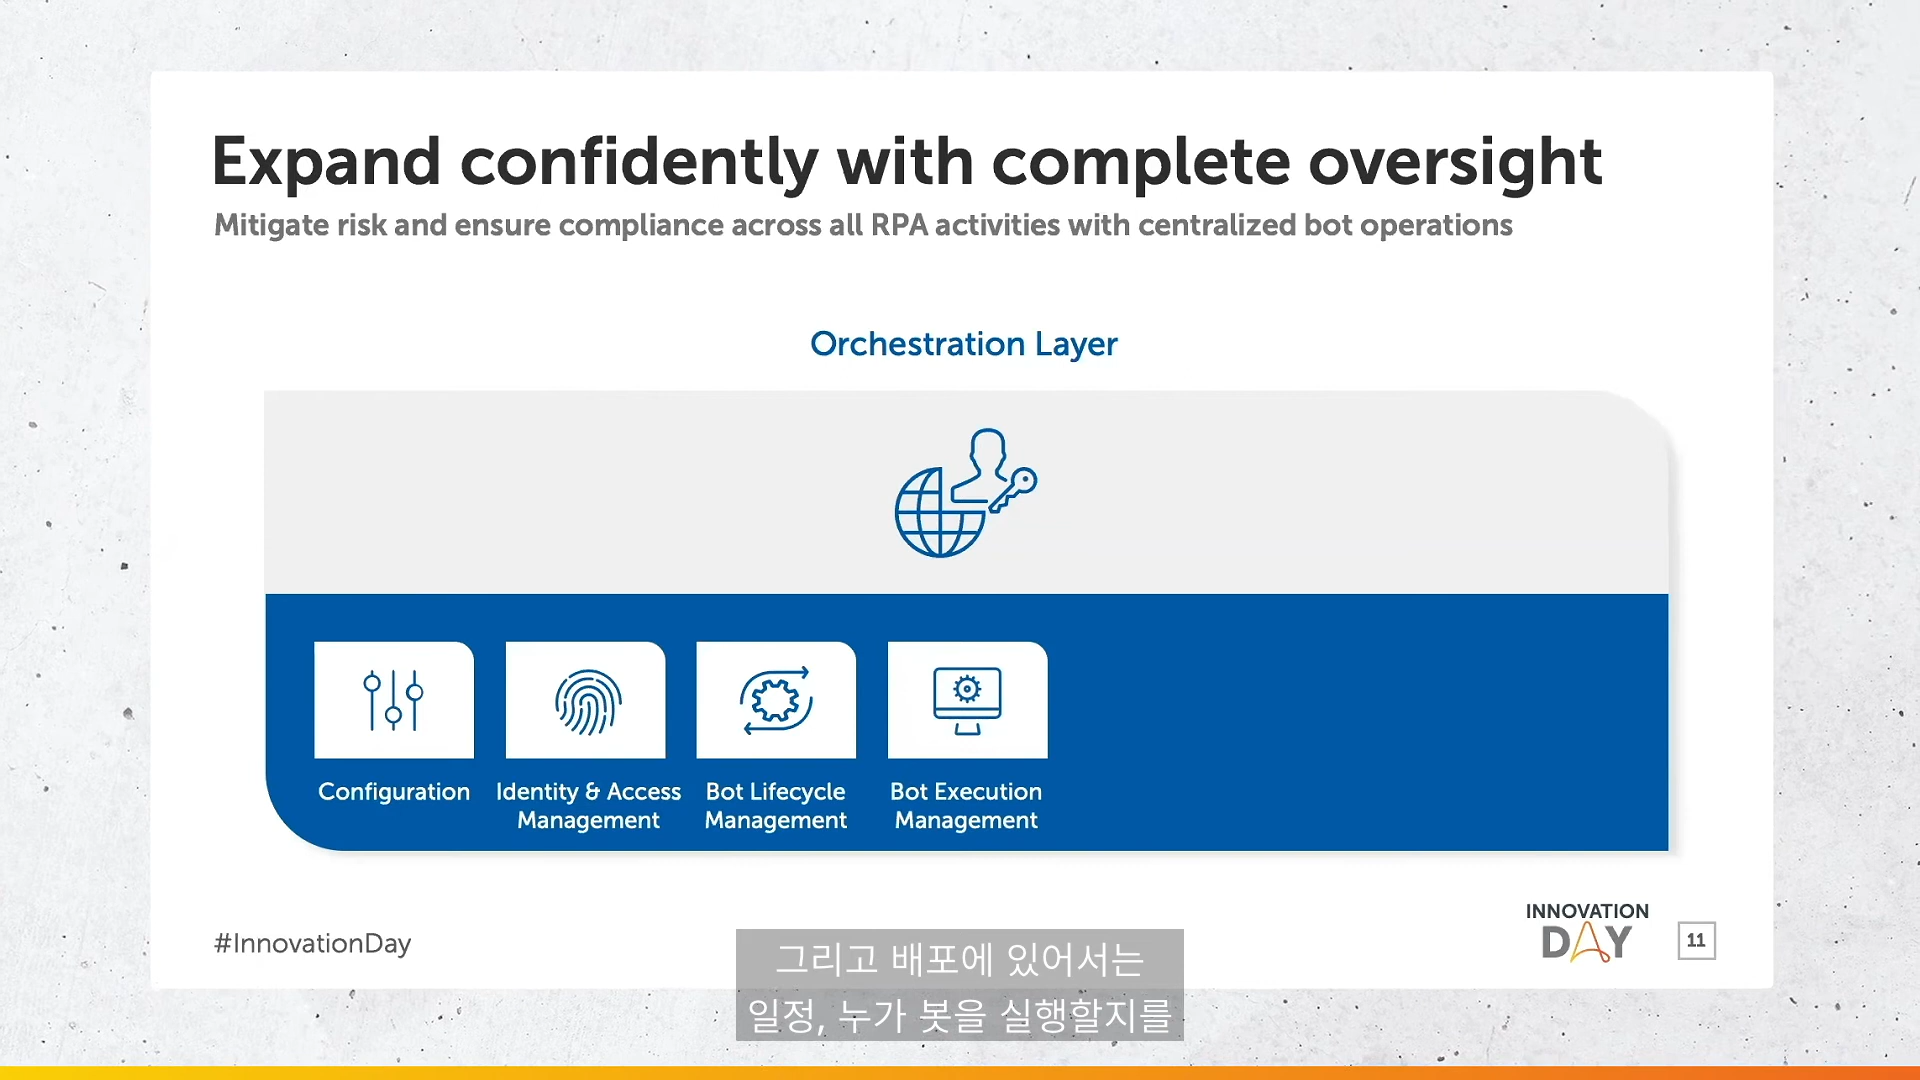 Expand confidently with complete oversight
Mitigate risk and ensure compliance across all RPA activities with centralized bot operations
Orchestration Layer
Configuration
Identity & Access
Management
Bot Lifecycle
Management
Bot Execution
Management
#InnovationDay
INNOVATION
DAY
11
그리고 배포에 있어서는
일정, 누가 봇을 실행할지를